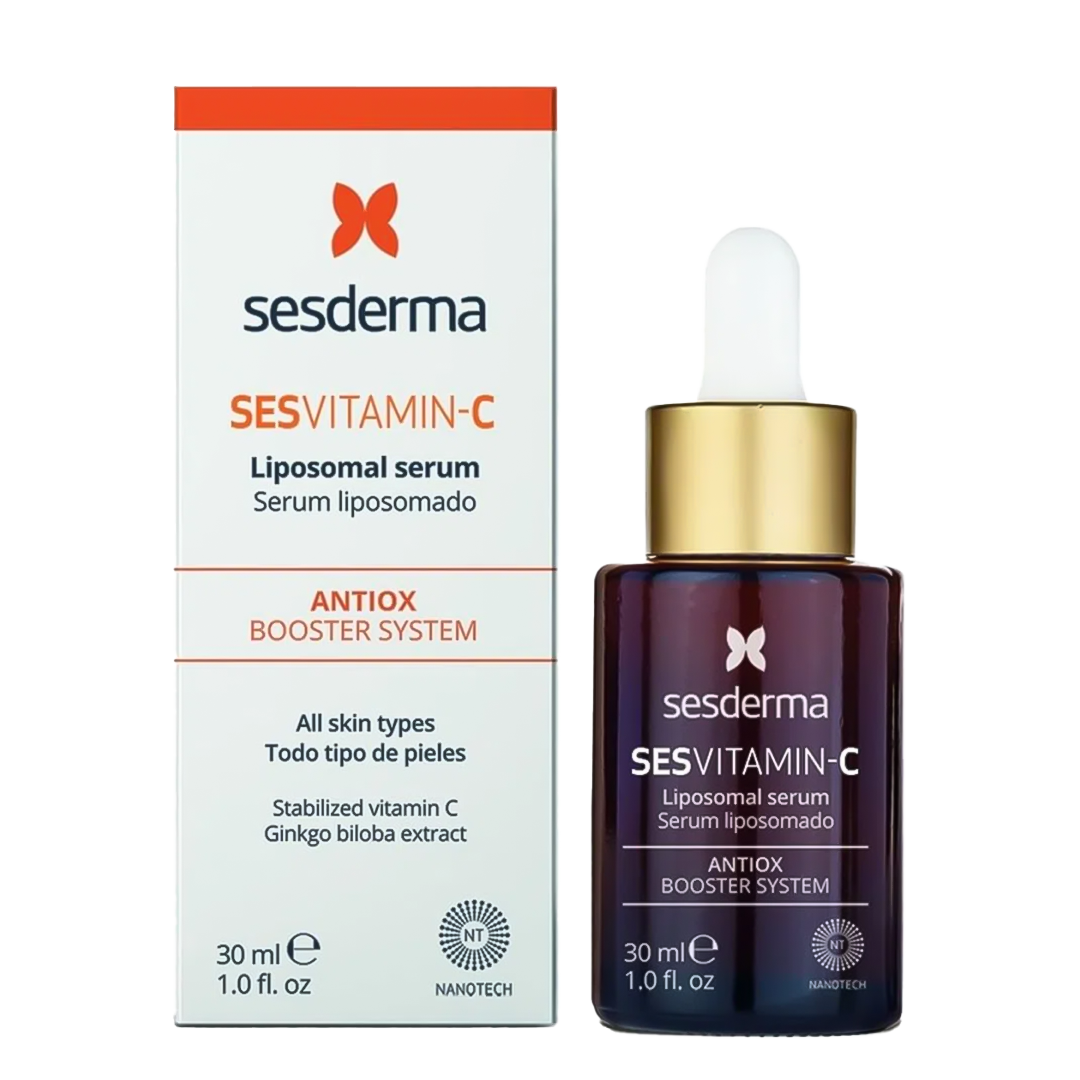 sesderma
SESVITAMIN-C
Liposomal serum
Serum liposomado
ANTIOX
BOOSTER SYSTEM
All skin types
Todo tipo de pieles
Stabilized vitamin C
Ginkgo biloba extract
30 ml ℮
1.0 fl. oz
NT
NANOTECH
sesderma
SESVITAMIN-C
Liposomal serum
Serum liposomado
ANTIOX
BOOSTER SYSTEM
30 ml ℮
1.0 fl. oz
NT
NANOTECH